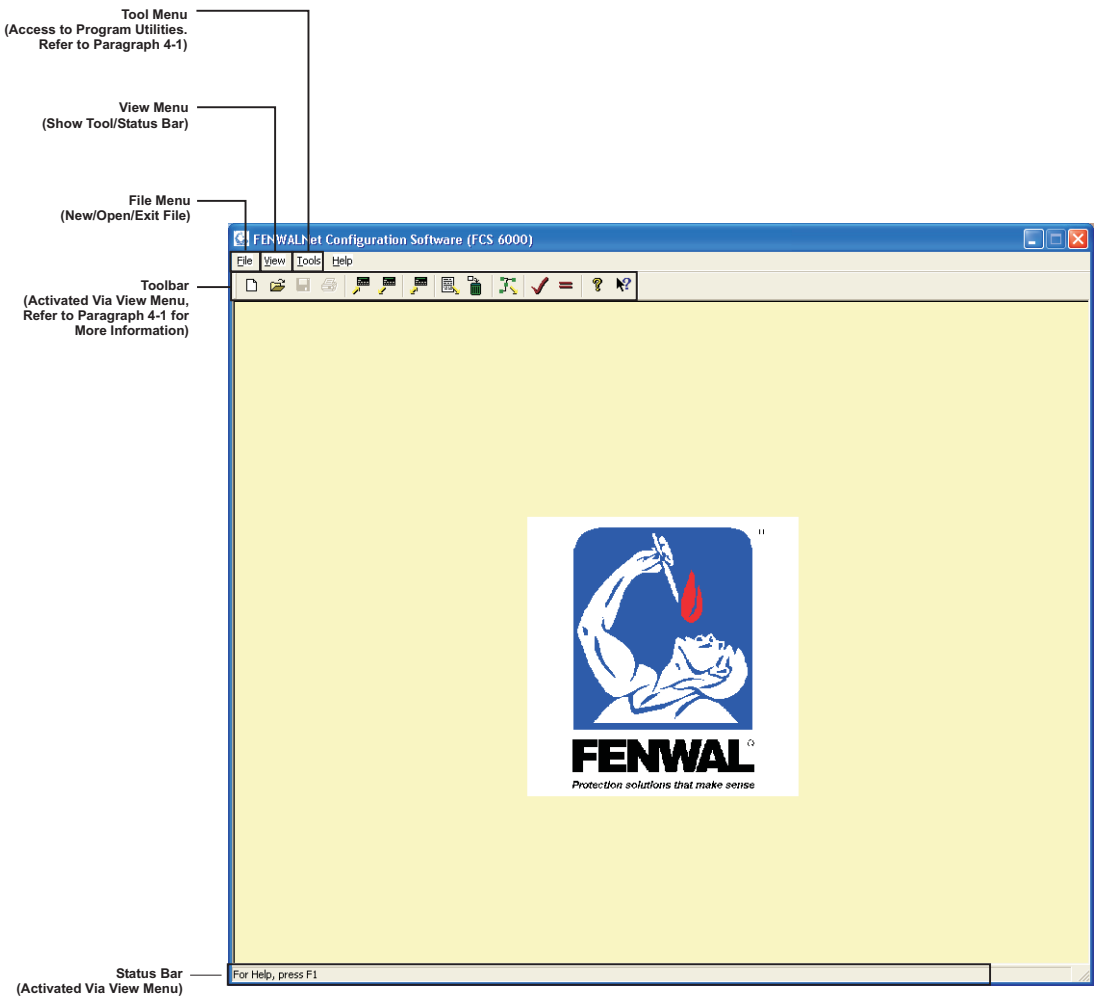 Tool Menu
(Access to Program Utilities.
Refer to Paragraph 4-1)
View Menu
(Show Tool/Status Bar)
File Menu
(New/Open/Exit File)
FENWALNet Configuration Software (FCS 6000)
File View Tools Help
Toolbar
(Activated Via View Menu,
Refer to Paragraph 4-1 for
More Information)
FENWAL
Protection solutions that make sense
For Help, press F1
Status Bar
(Activated Via View Menu)